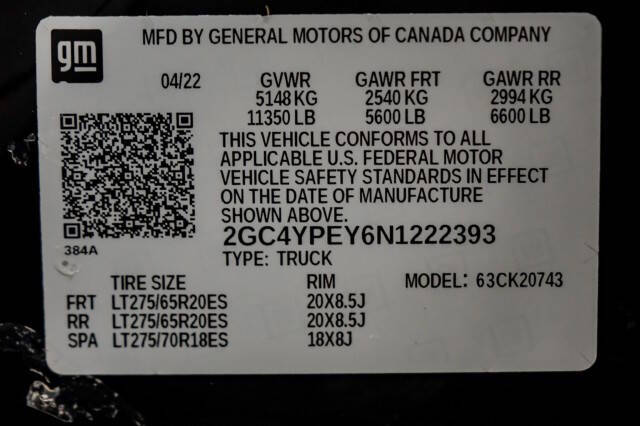 gm
MFD BY GENERAL MOTORS OF CANADA COMPANY
04/22 GVWR GAWR FRT GAWR RR
5148 KG 2540 KG 2994 KG
11350 LB 5600 LB 6600 LB
THIS VEHICLE CONFORMS TO ALL
APPLICABLE U.S. FEDERAL MOTOR
VEHICLE SAFETY STANDARDS IN EFFECT
ON THE DATE OF MANUFACTURE
SHOWN ABOVE.
384A
2GC4YPEY6N1222393
TYPE: TRUCK
TIRE SIZE RIM MODEL: 63CK20743
FRT LT275/65R20ES 20X8.5J
RR LT275/65R20ES 20X8.5J
SPA LT275/70R18ES 18X8J